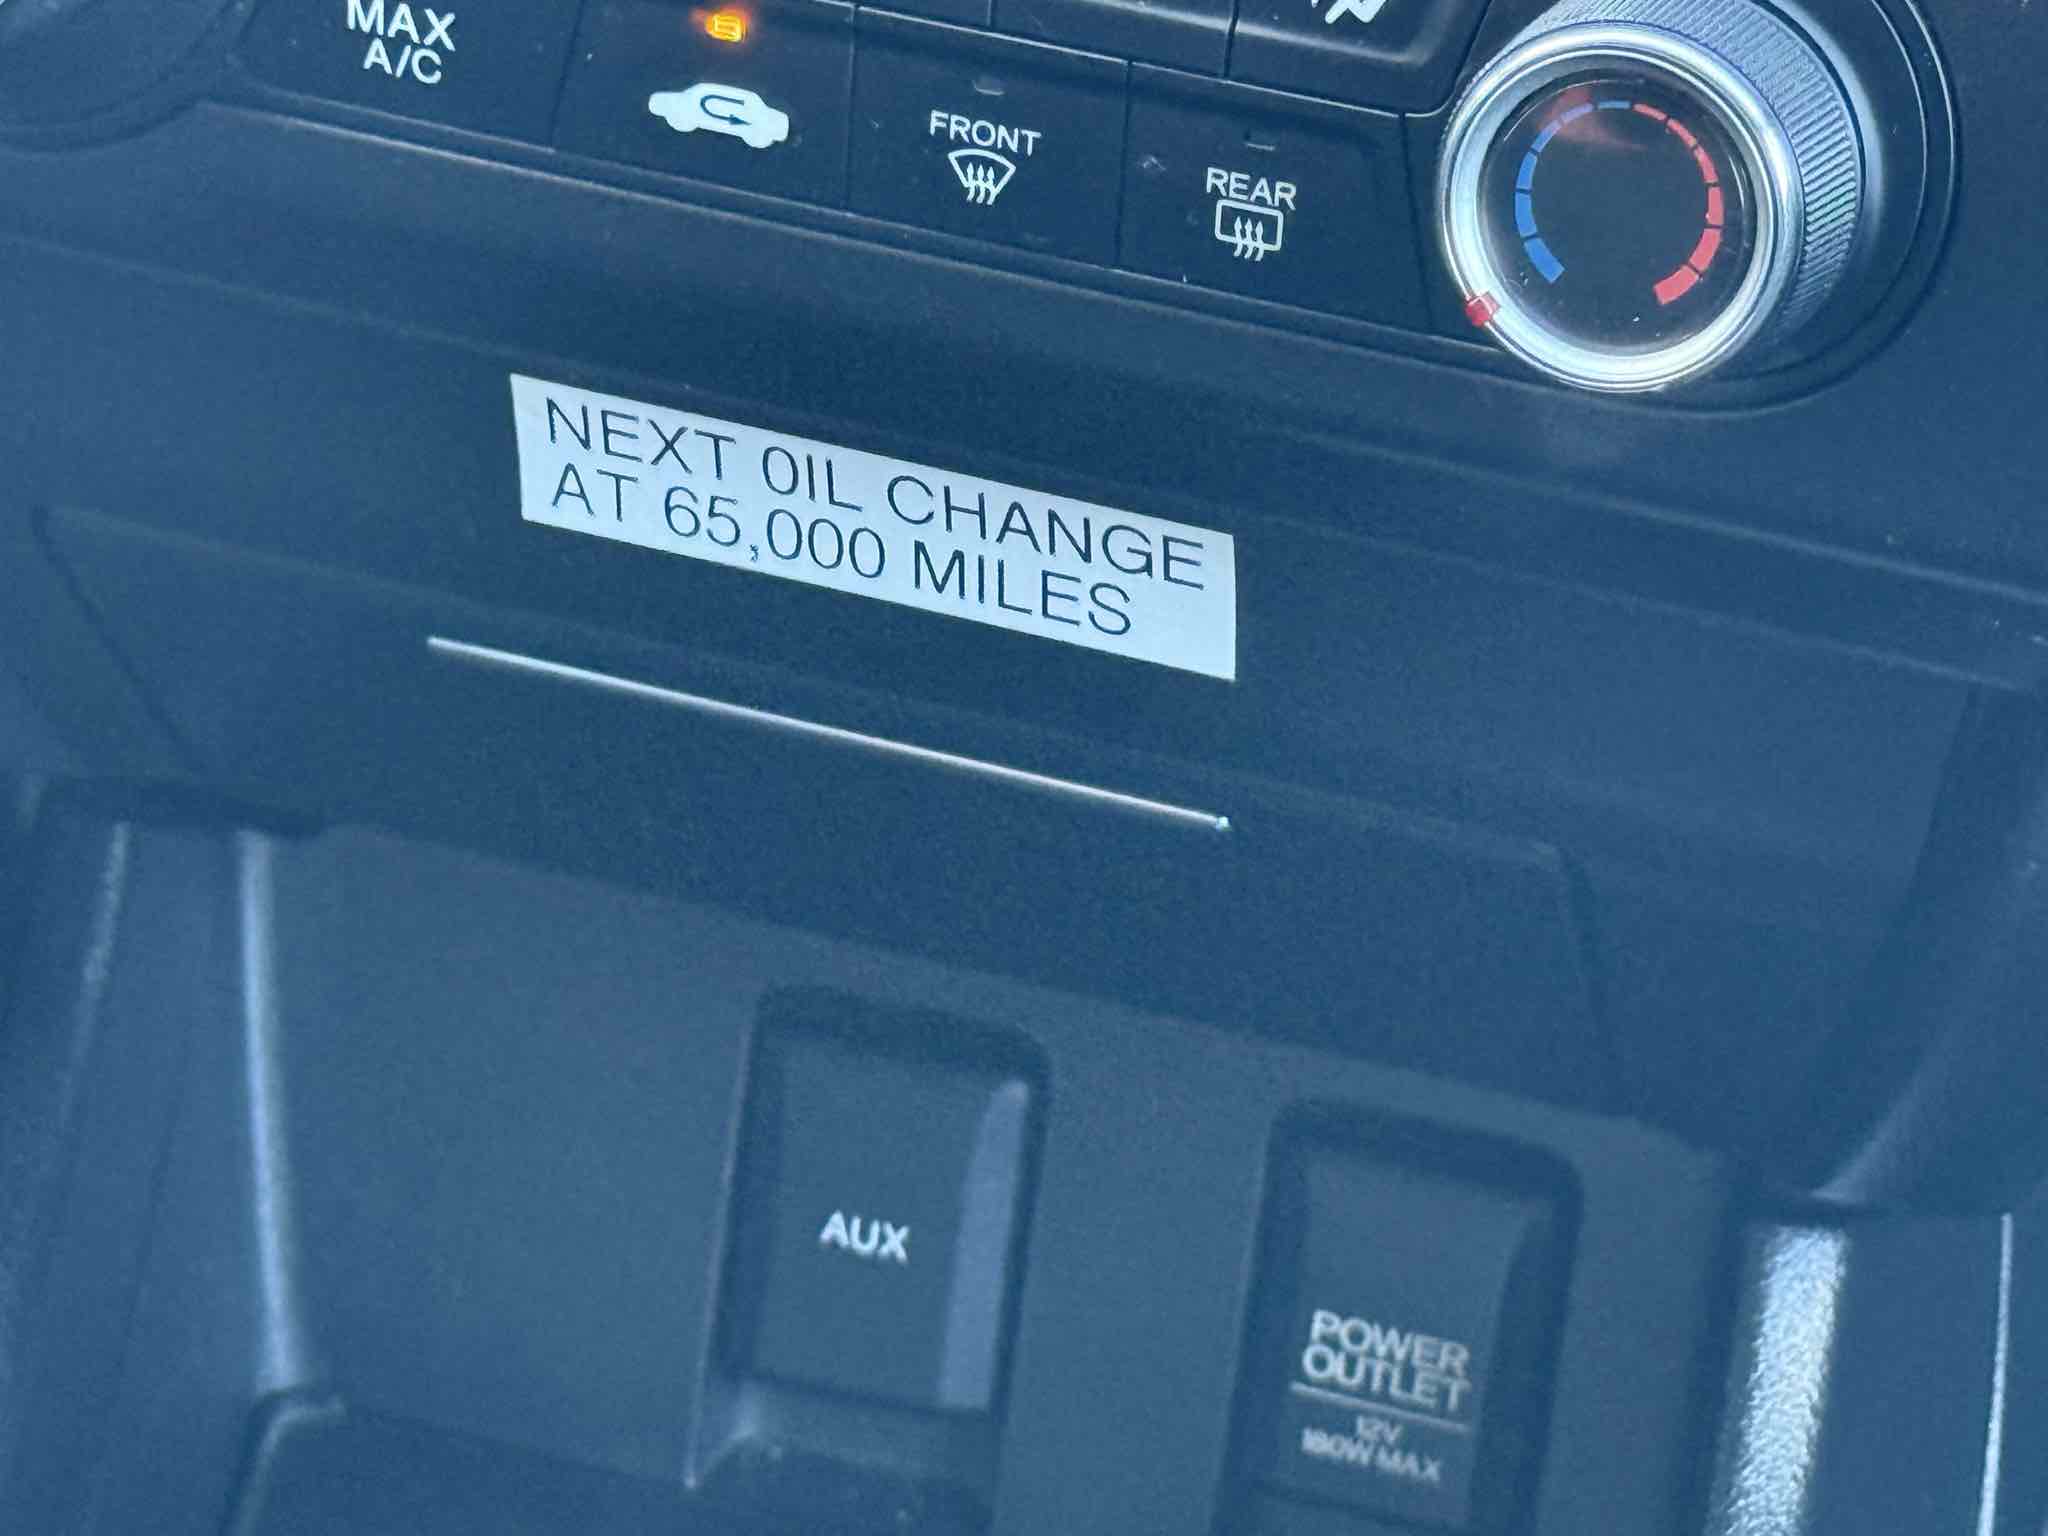 MAX
A/C
FRONT
REAR
NEXT OIL CHANGE
AT 65,000 MILES
AUX
POWER
OUTLET
12V
180W MAX